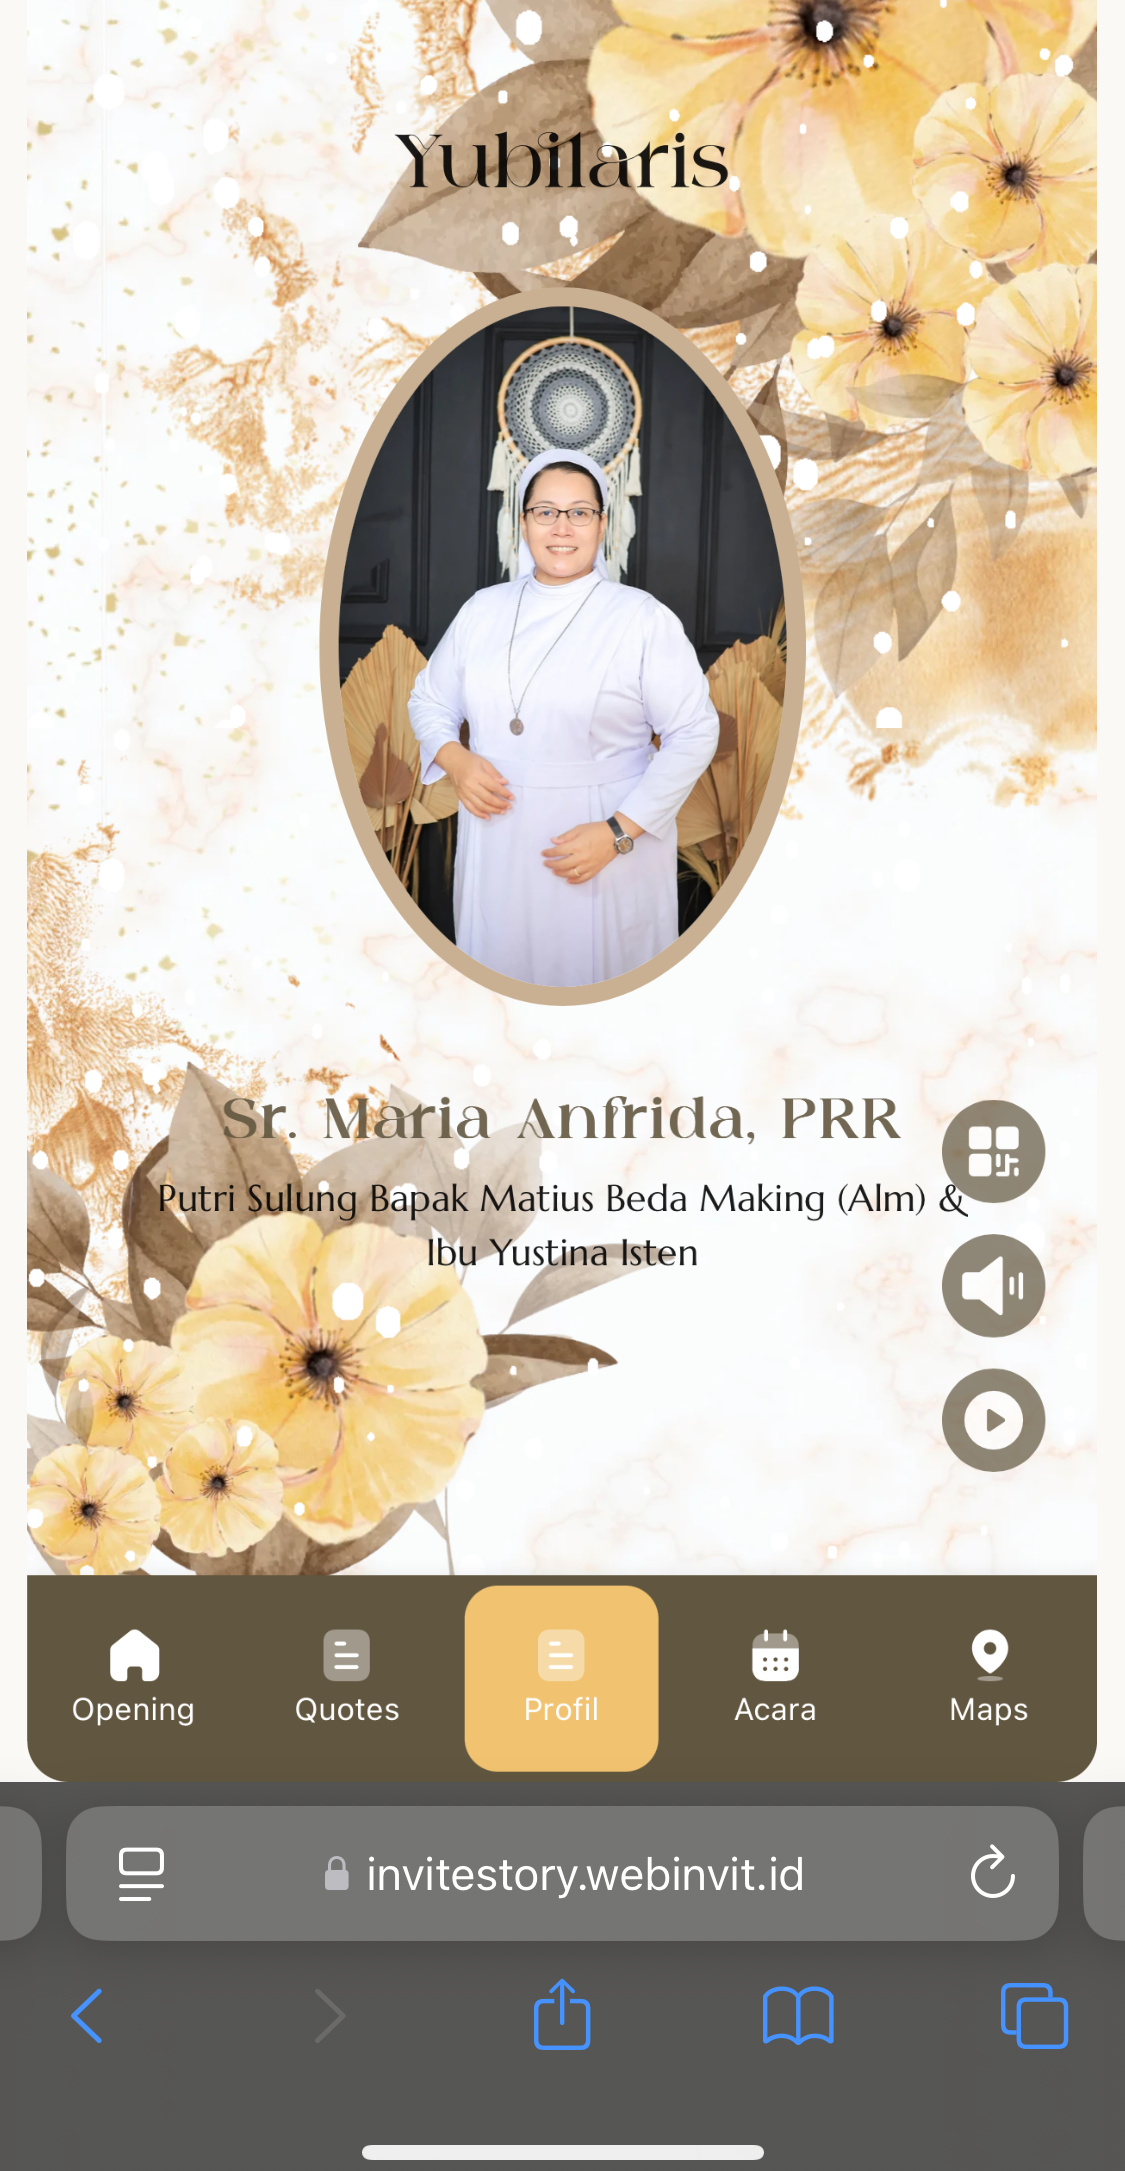 Yubilaris
Sr. Maria Anfrida, PRR
Putri Sulung Bapak Matius Beda Making (Alm) &
Ibu Yustina Isten
Opening
Quotes
Profil
Acara
Maps
invitestory.webinvit.id